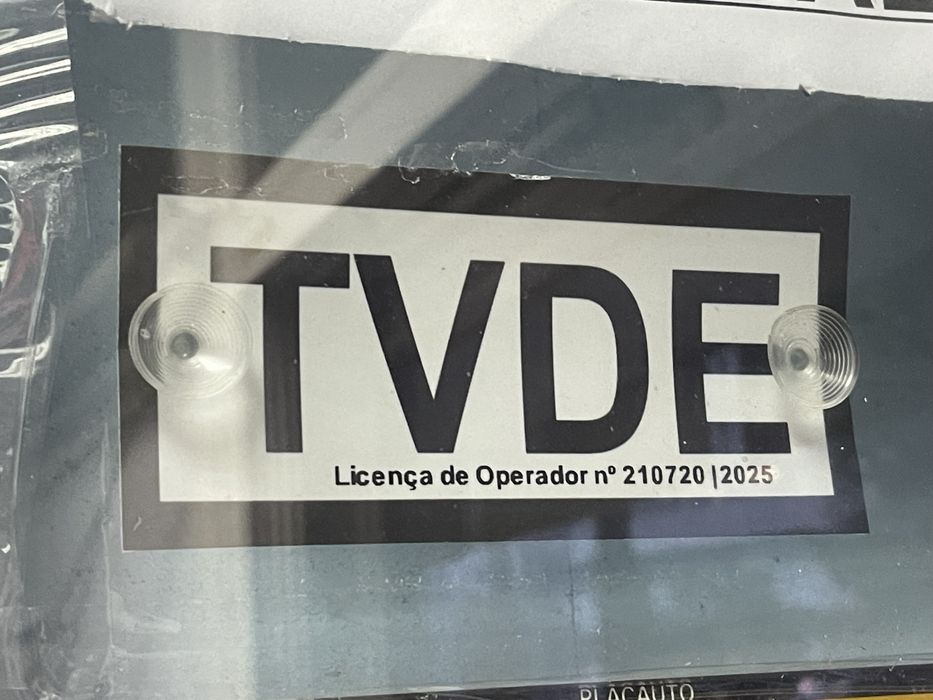 TVDE
Licença de Operador nº 210720 | 2025
PLACAUTO